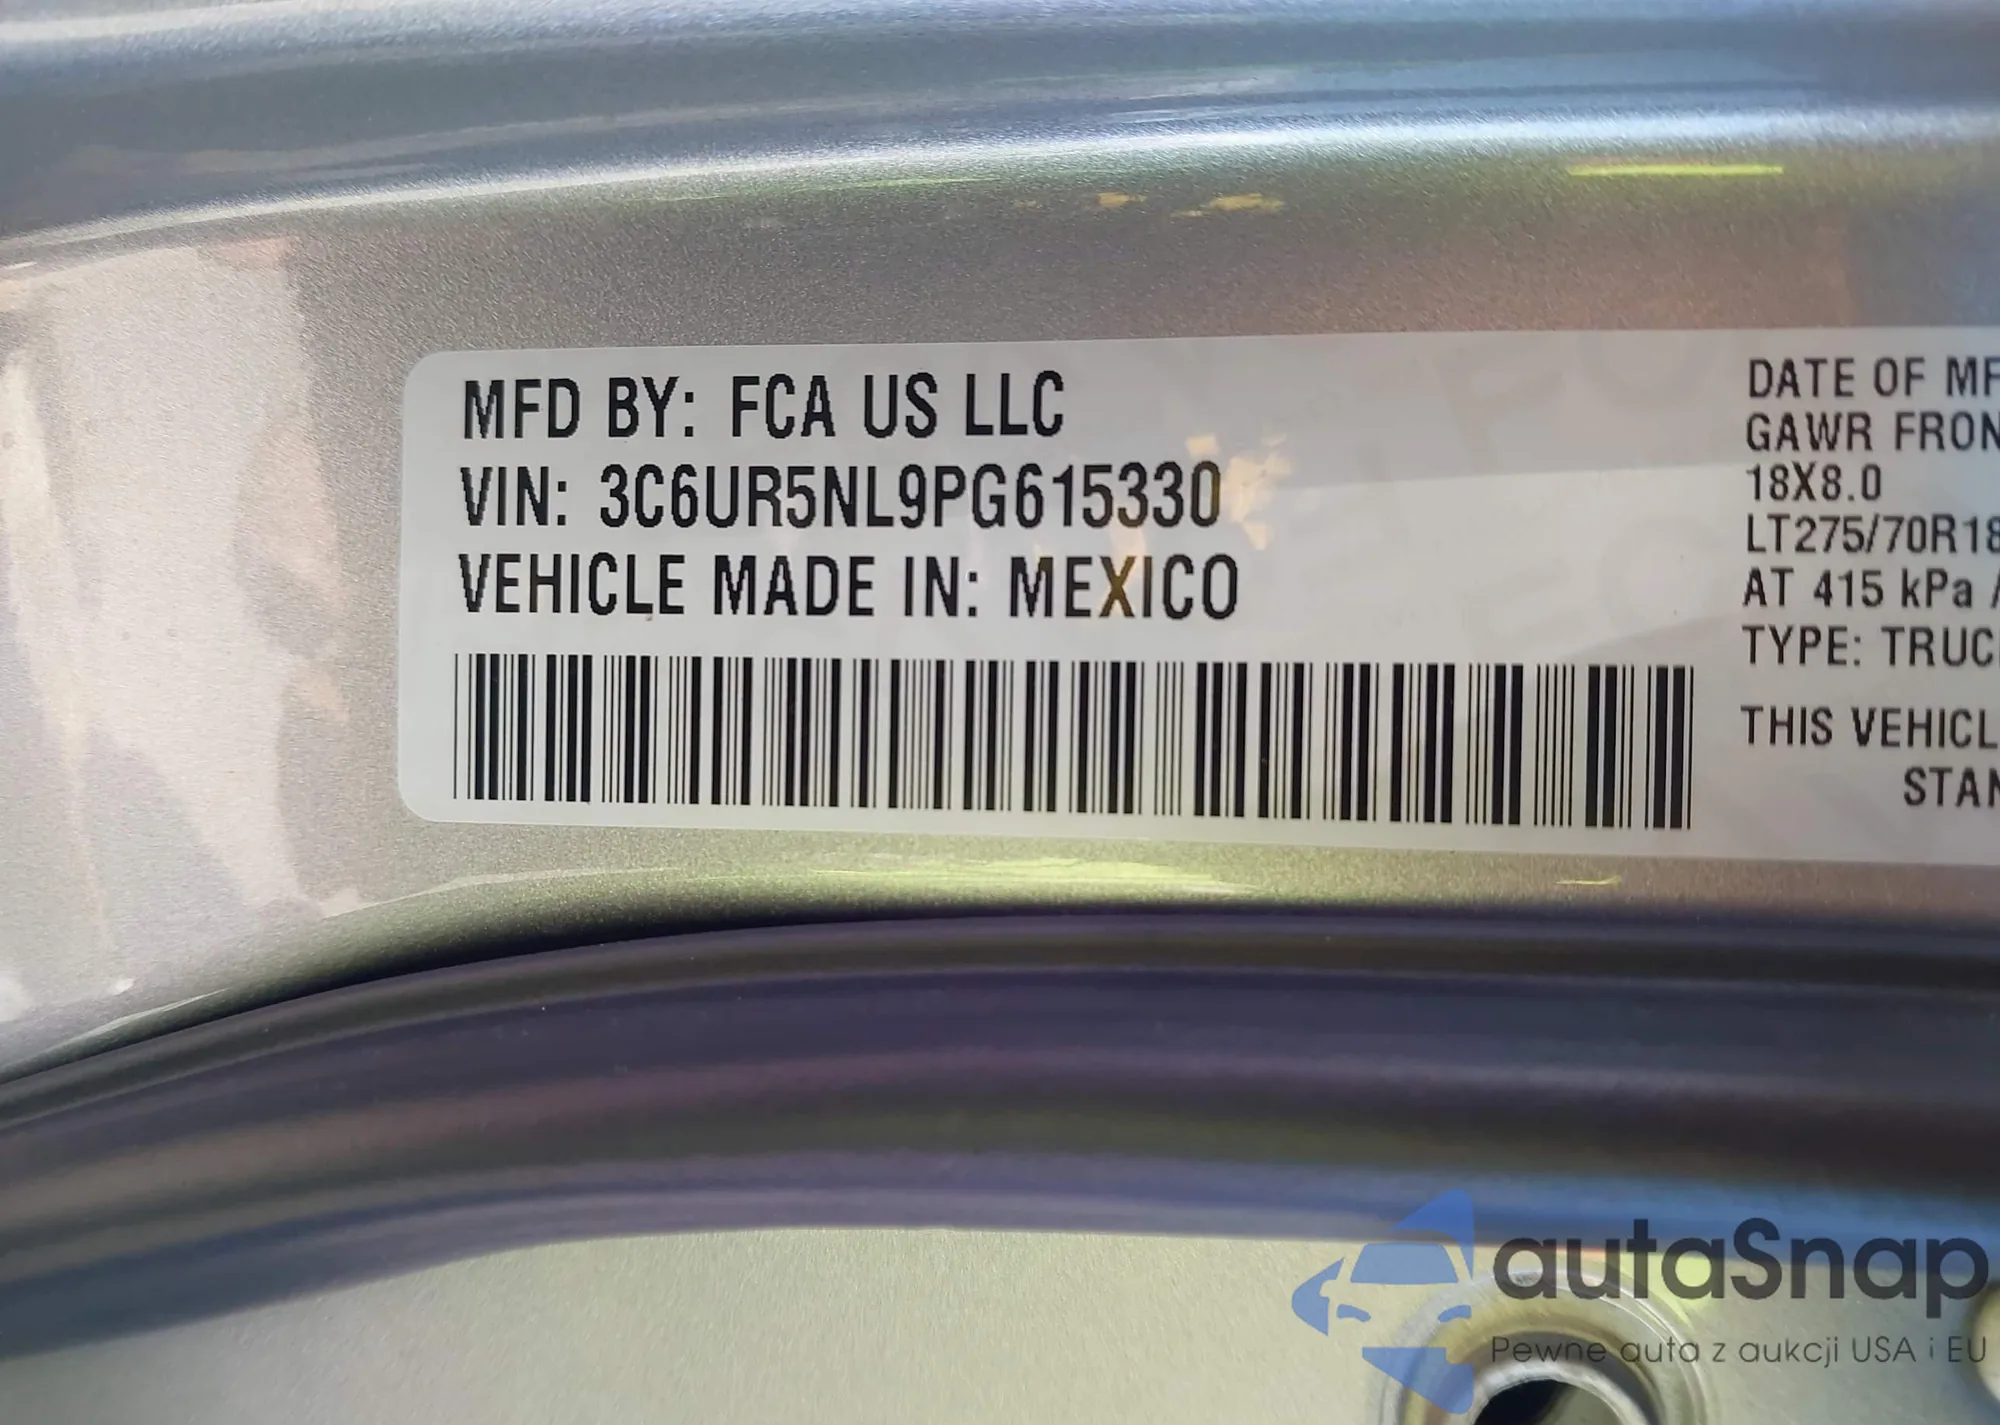 MFD BY: FCA US LLC
VIN: 3C6UR5NL9PG615330
VEHICLE MADE IN: MEXICO
DATE OF MF
GAWR FRON
18X8.0
LT275/70R18
AT 415 kPa /
TYPE: TRUC
THIS VEHICL
STAN
autaSnap
Pewne auta z aukcji USA i EU